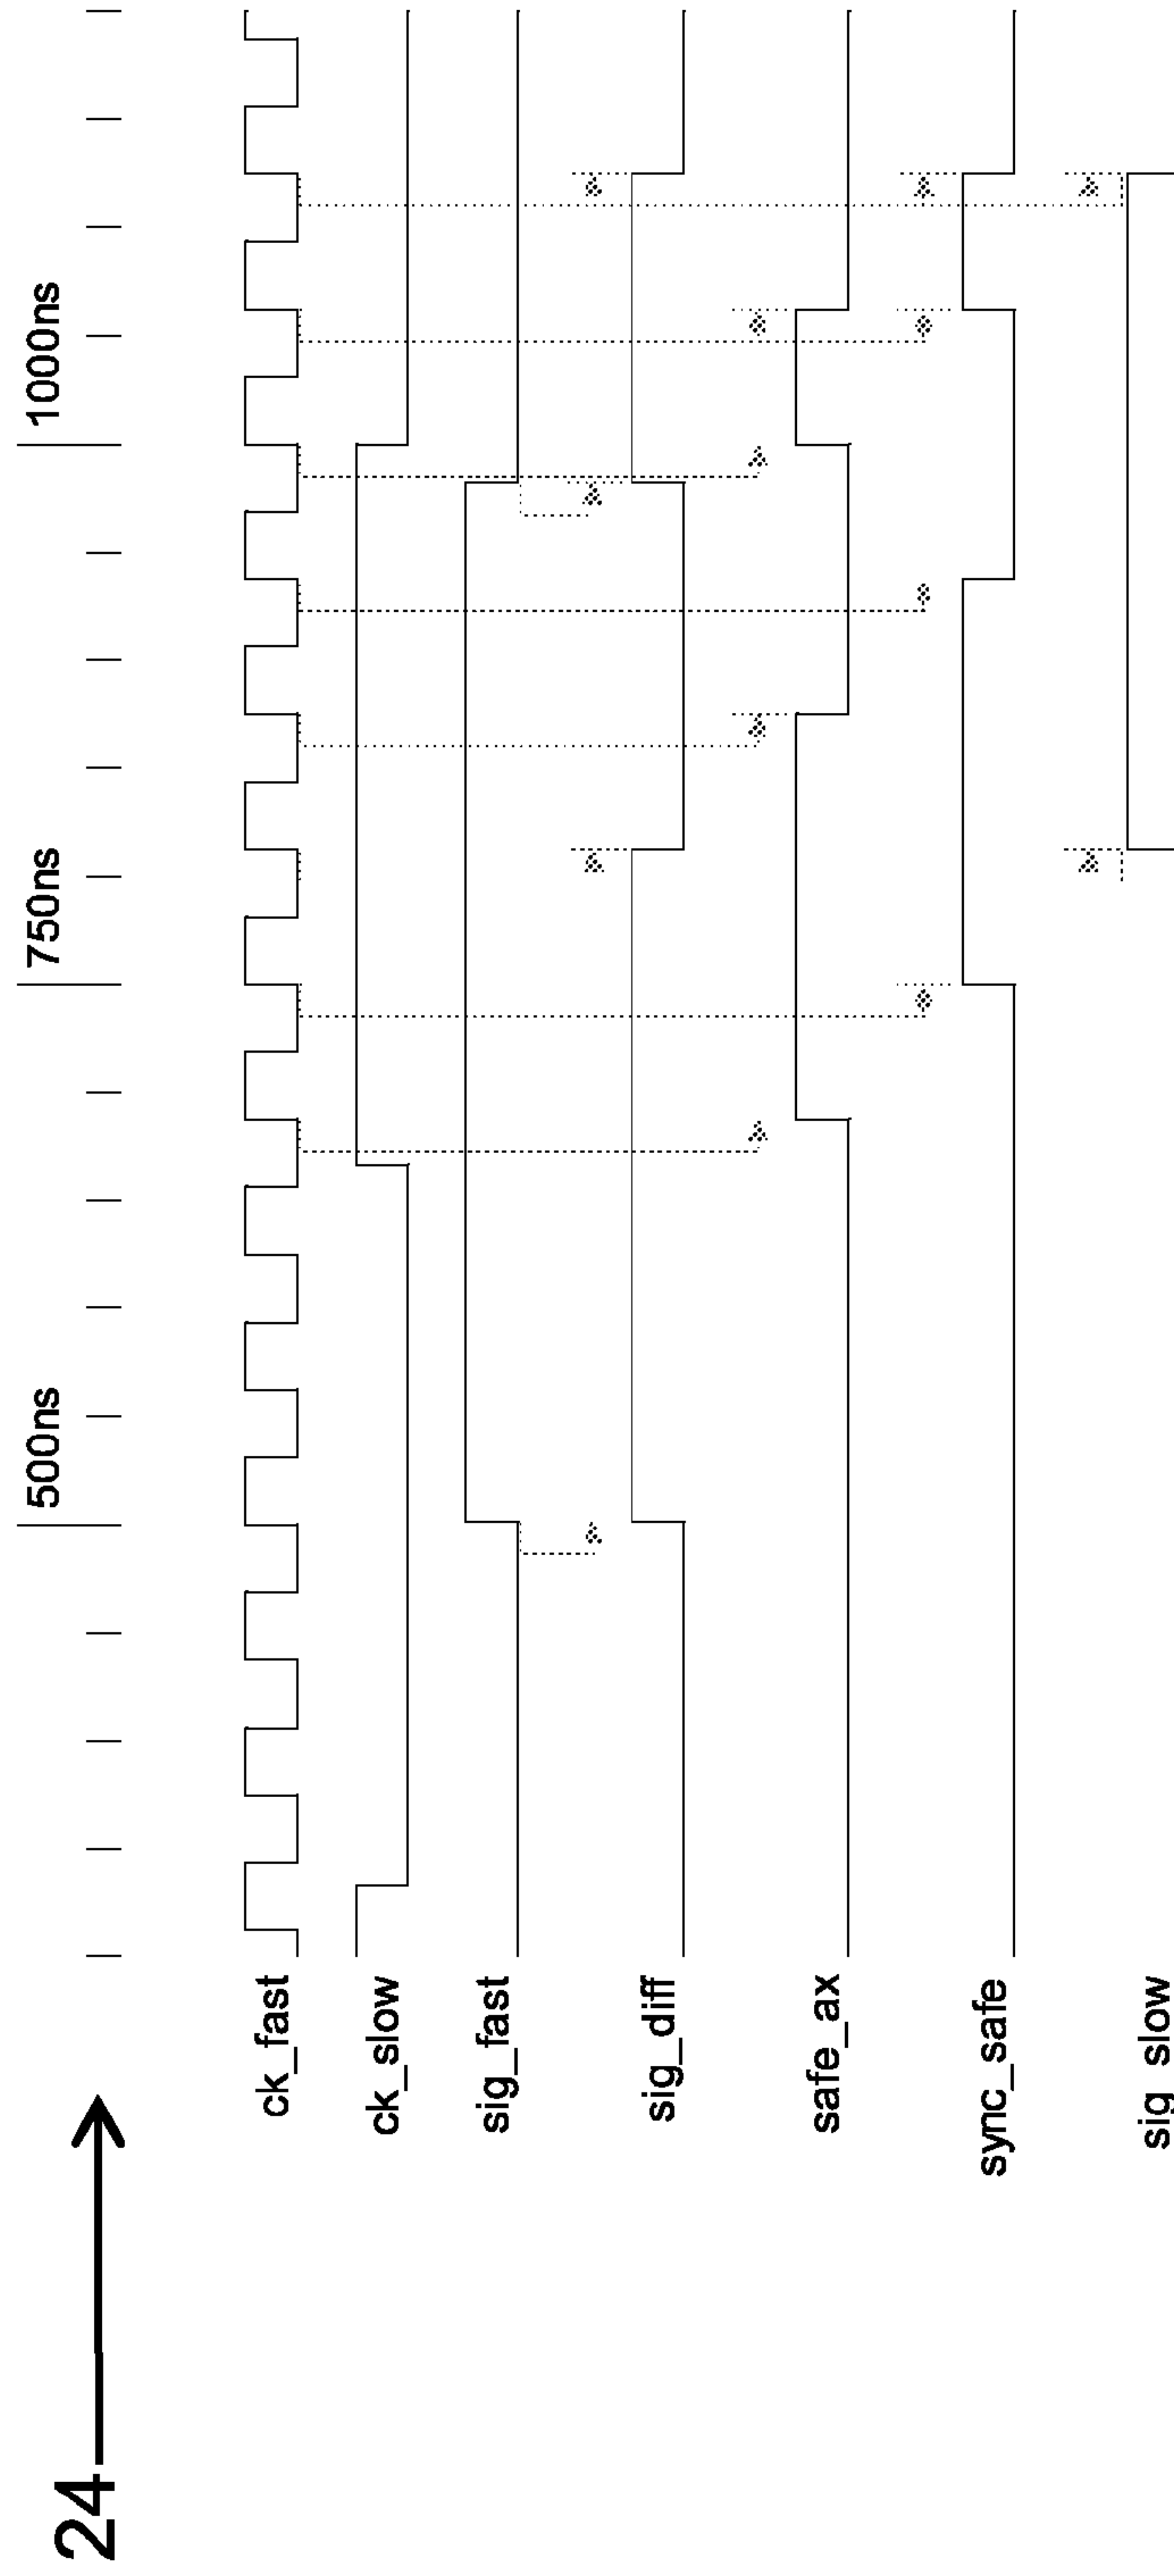 24
500ns 750ns 1000ns
ck_fast
ck_slow
sig_fast
sig_diff
safe_ax
sync_safe
sig_slow